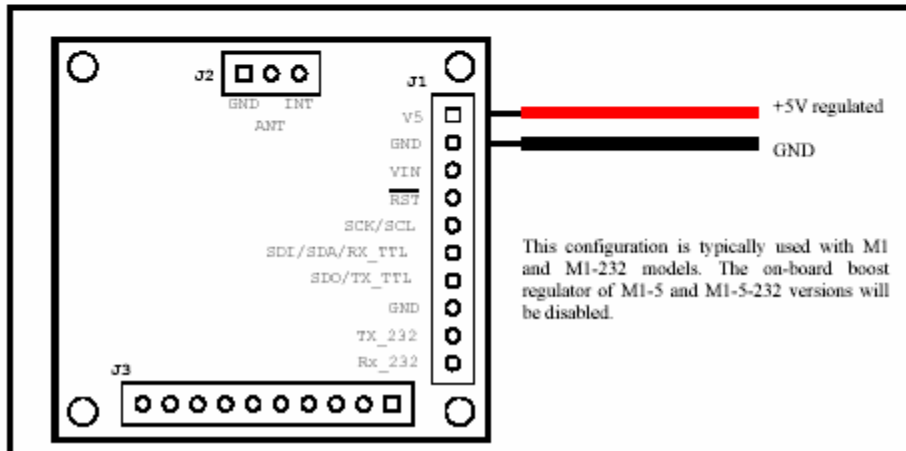 J2
GND INT
ANT
J1
V5
GND
VIN
RST
SCK/SCL
SDI/SDA/RX_TTL
SDO/TX_TTL
GND
TX_232
Rx_232
J3
+5V regulated
GND
This configuration is typically used with M1
and M1-232 models. The on-board boost
regulator of M1-5 and M1-5-232 versions will
be disabled.